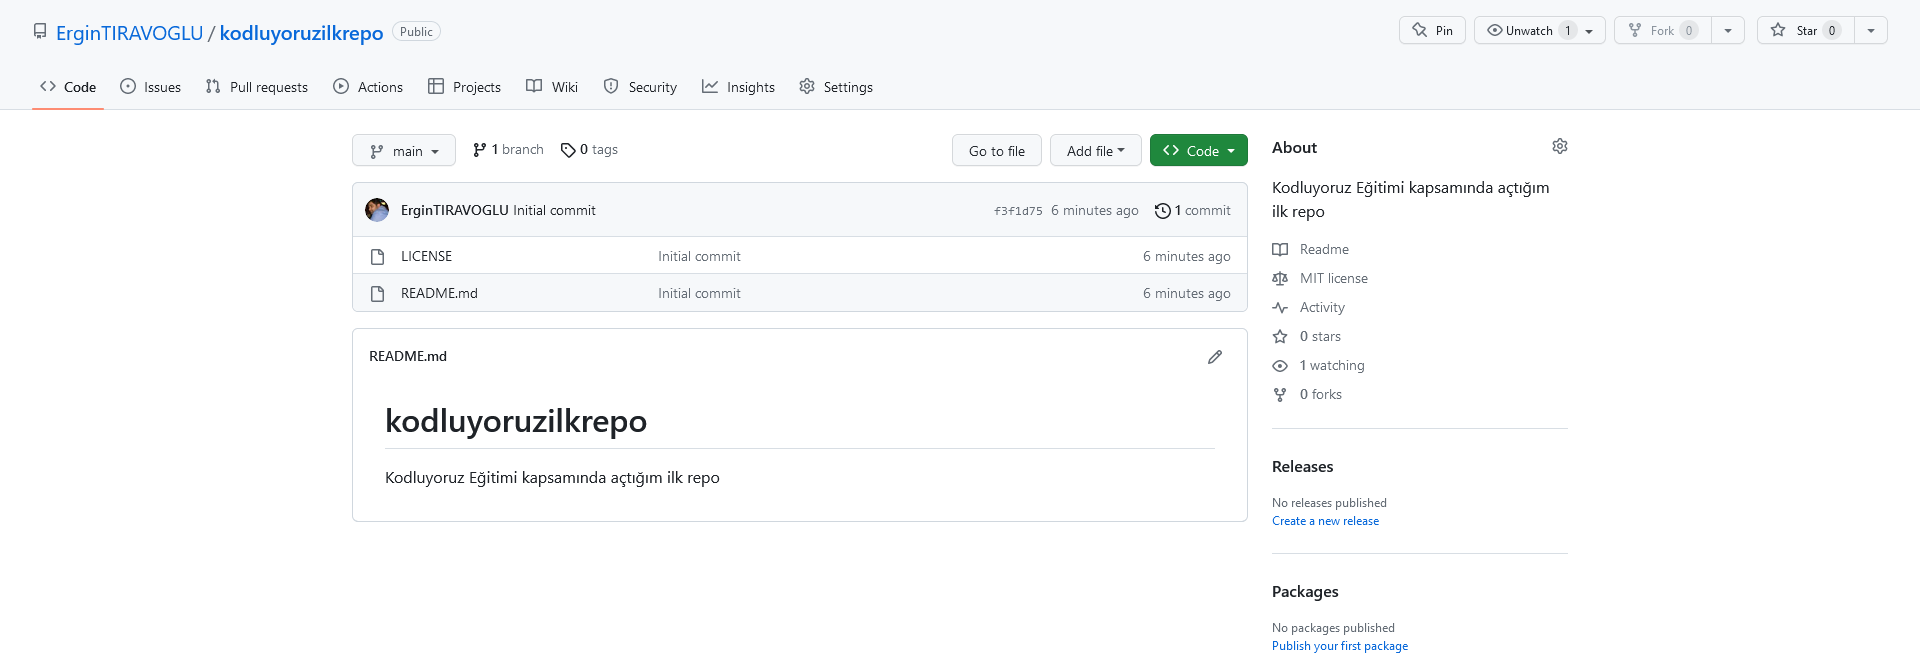 ErginTIRAVOGLU / kodluyoruzilkrepo Public
Pin Unwatch 1 Fork 0 Star 0
Code Issues Pull requests Actions Projects Wiki Security Insights Settings
main 1 branch 0 tags Go to file Add file Code
ErginTIRAVOGLU Initial commit f3f1d75 6 minutes ago 1 commit
LICENSE Initial commit 6 minutes ago
README.md Initial commit 6 minutes ago
README.md
kodluyoruzilkrepo
Kodluyoruz Eğitimi kapsamında açtığım ilk repo
About
Kodluyoruz Eğitimi kapsamında açtığım
ilk repo
Readme
MIT license
Activity
0 stars
1 watching
0 forks
Releases
No releases published
Create a new release
Packages
No packages published
Publish your first package